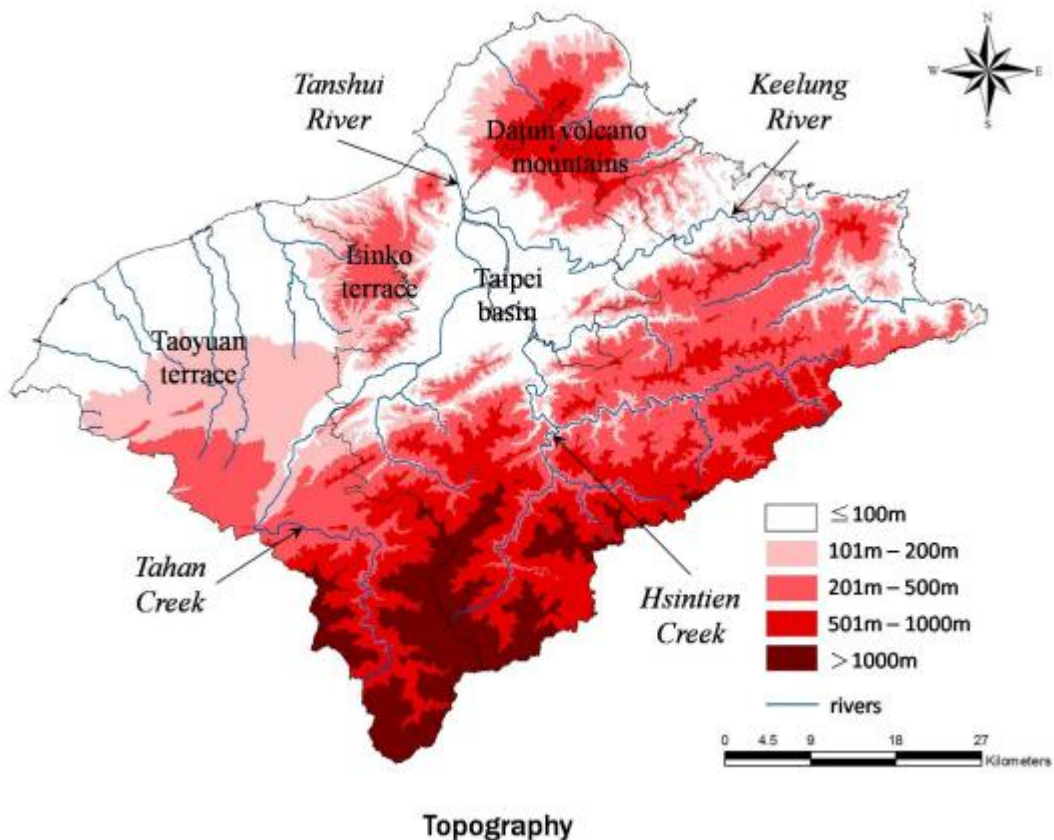 N
W
E
S
Tanshui
River
Keelung
River
Datun volcano
mountains
Linko
terrace
Taipei
basin
Taoyuan
terrace
Tahan
Creek
Hsintien
Creek
≦100m
101m – 200m
201m – 500m
501m – 1000m
>1000m
rivers
0 4.5 9 18 27
Kilometers
Topography